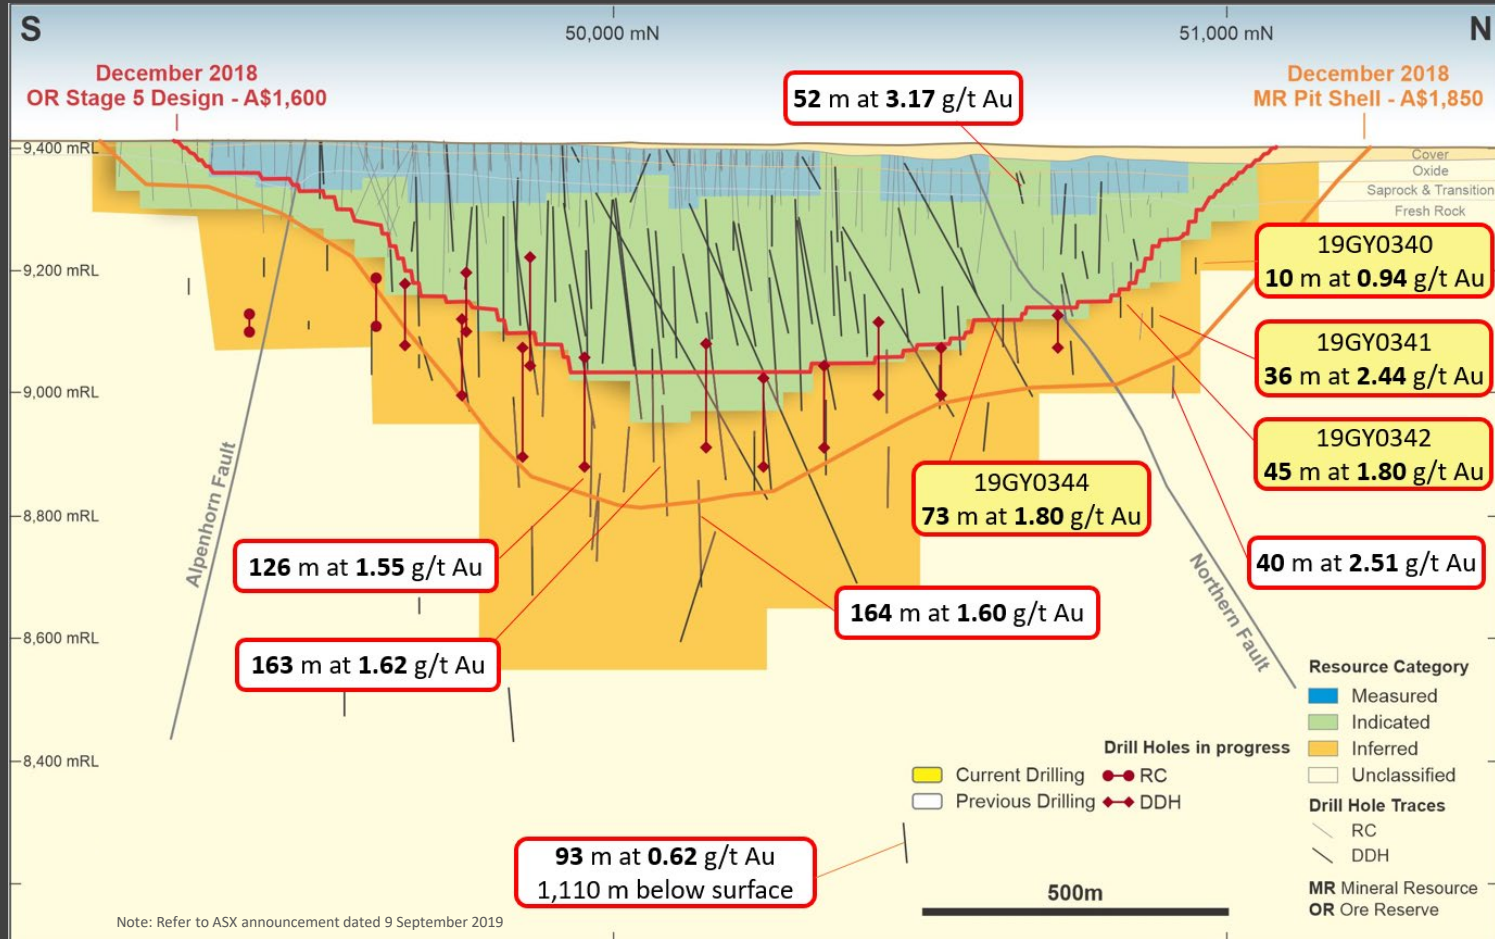 S
50,000 mN
51,000 mN
N
December 2018
OR Stage 5 Design - A$1,600
December 2018
MR Pit Shell - A$1,850
52 m at 3.17 g/t Au
9,400 mRL
Cover
Oxide
Saprock & Transition
Fresh Rock
19GY0340
10 m at 0.94 g/t Au
9,200 mRL
19GY0341
36 m at 2.44 g/t Au
9,000 mRL
19GY0342
45 m at 1.80 g/t Au
19GY0344
73 m at 1.80 g/t Au
8,800 mRL
Alpenhorn Fault
126 m at 1.55 g/t Au
40 m at 2.51 g/t Au
Northern Fault
164 m at 1.60 g/t Au
8,600 mRL
163 m at 1.62 g/t Au
8,400 mRL
Resource Category
Measured
Indicated
Inferred
Unclassified
Drill Holes in progress
Current Drilling
RC
Previous Drilling
DDH
Drill Hole Traces
RC
DDH
MR Mineral Resource
OR Ore Reserve
93 m at 0.62 g/t Au
1,110 m below surface
500m
Note: Refer to ASX announcement dated 9 September 2019